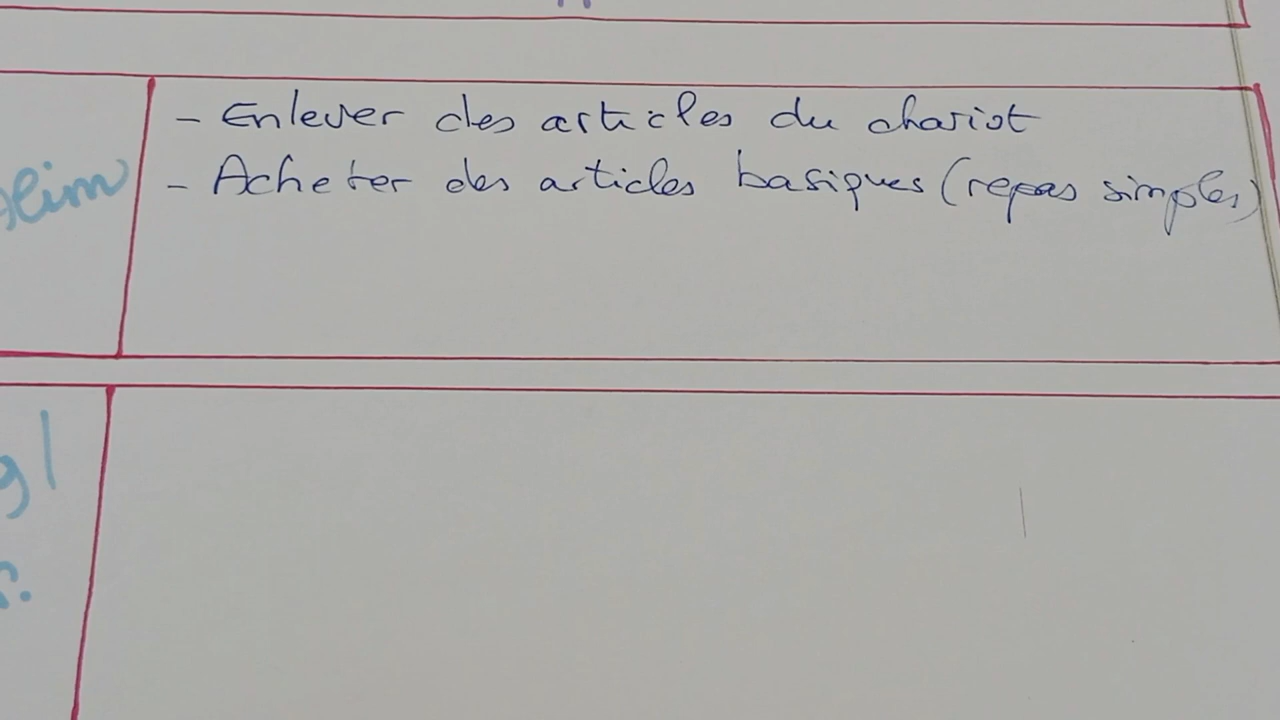 - Enlever des articles du chariot
- Acheter des articles basiques (repas simples)